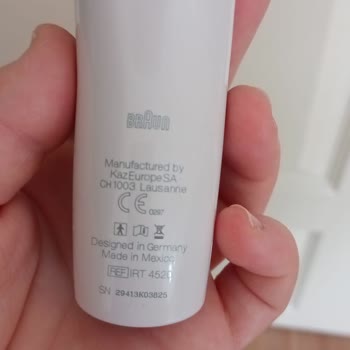 BRAUN
Manufactured by
Kaz Europe SA
CH1003 Lausanne
CE 0297
Designed in Germany
Made in Mexico
REF IRT 4520
SN 29413K03825